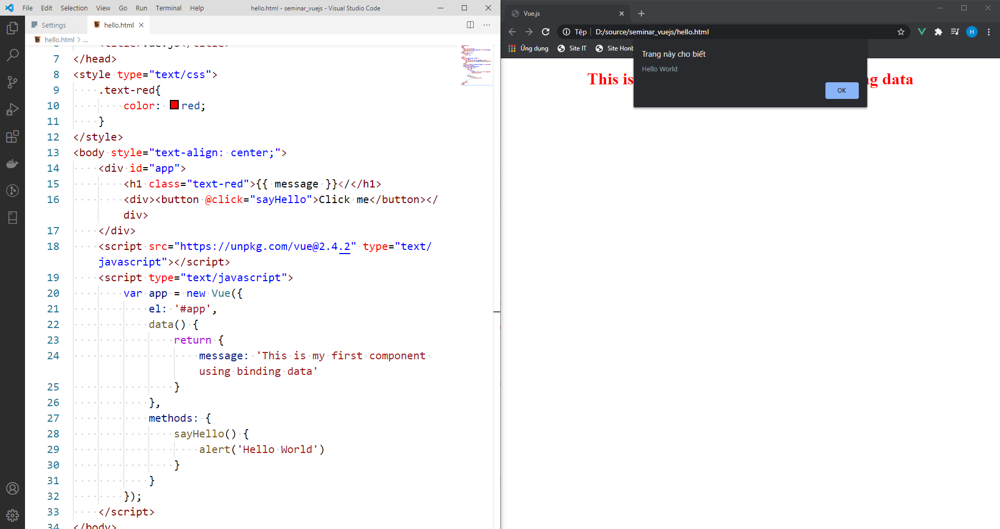 File Edit Selection View Go Run Terminal Help hello.html - seminar_vuejs - Visual Studio Code
Settings hello.html
hello.html > ...
6 <title>Vue.js</title>
7 </head>
8 <style type="text/css">
9 .text-red{
10 color: red;
11 }
12 </style>
13 <body style="text-align: center;">
14 <div id="app">
15 <h1 class="text-red">{{ message }}</</h1>
16 <div><button @click="sayHello">Click me</button></
div>
17 </div>
18 <script src="https://unpkg.com/vue@2.4.2" type="text/
javascript"></script>
19 <script type="text/javascript">
20 var app = new Vue({
21 el: '#app',
22 data() {
23 return {
24 message: 'This is my first component
using binding data'
25 }
26 },
27 methods: {
28 sayHello() {
29 alert('Hello World')
30 }
31 }
32 });
33 </script>
34 </body>
Vue.js
Tệp D:/source/seminar_vuejs/hello.html H
Ứng dụng Site IT Site Honb
Trang này cho biết
Hello World
OK
This is ng data